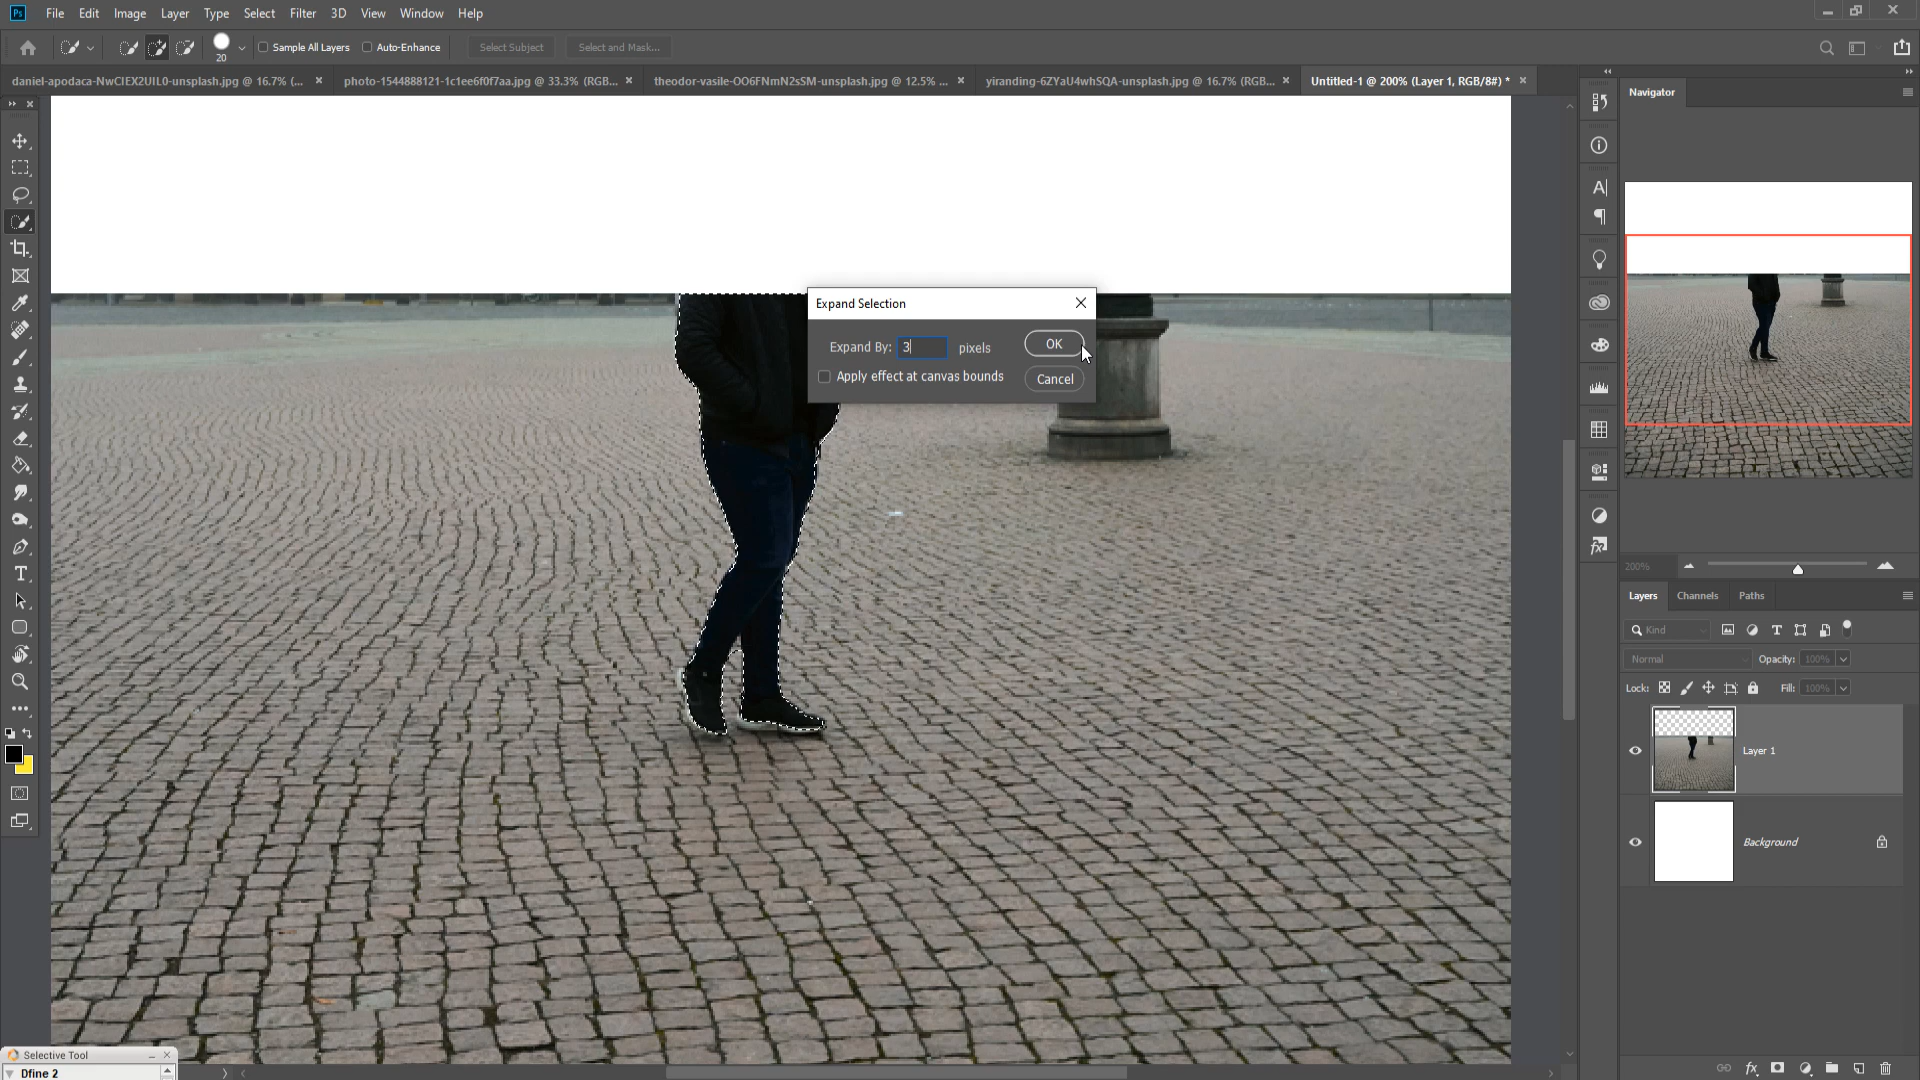 Ps File Edit Image Layer Type Select Filter 3D View Window Help
20 Sample All Layers Auto-Enhance Select Subject Select and Mask...
daniel-apodaca-NwCIEX2UIL0-unsplash.jpg @ 16.7% (... photo-1544888121-1c1ee6f0f7aa.jpg @ 33.3% (RGB... theodor-vasile-OO6FNmN2sSM-unsplash.jpg @ 12.5% ... yiranding-6ZYaU4whSQA-unsplash.jpg @ 16.7% (RGB... Untitled-1 @ 200% (Layer 1, RGB/8#) *
Navigator
Expand Selection
Expand By: 3 pixels OK
Apply effect at canvas bounds Cancel
200%
Layers Channels Paths
Kind
Normal Opacity: 100%
Lock: Fill: 100%
Layer 1
Background
Selective Tool
Dfine 2